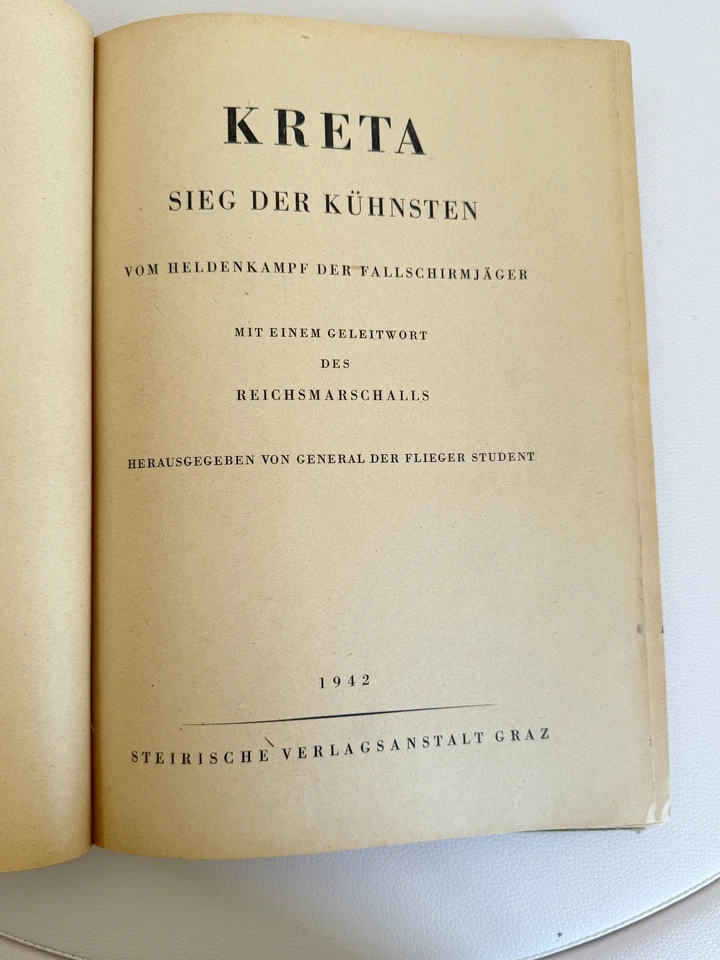 KRETA
SIEG DER KÜHNSTEN
VOM HELDENKAMPF DER FALLSCHIRMJÄGER
MIT EINEM GELEITWORT
DES
REICHSMARSCHALLS
HERAUSGEGEBEN VON GENERAL DER FLIEGER STUDENT
1942
STEIRISCHE VERLAGSANSTALT GRAZ